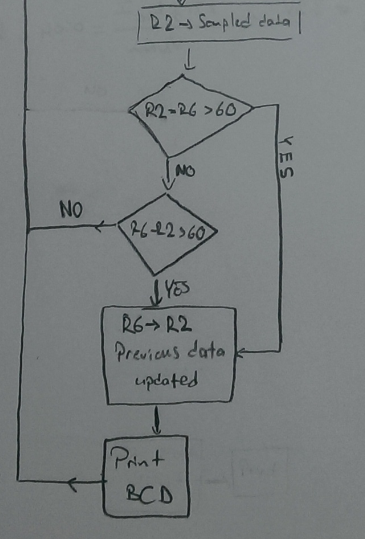 R2→Sampled data
R2-R6>60
YES
NO
R6-R2>60
NO
YES
R6→R2
Previous data
updated
Print
BCD